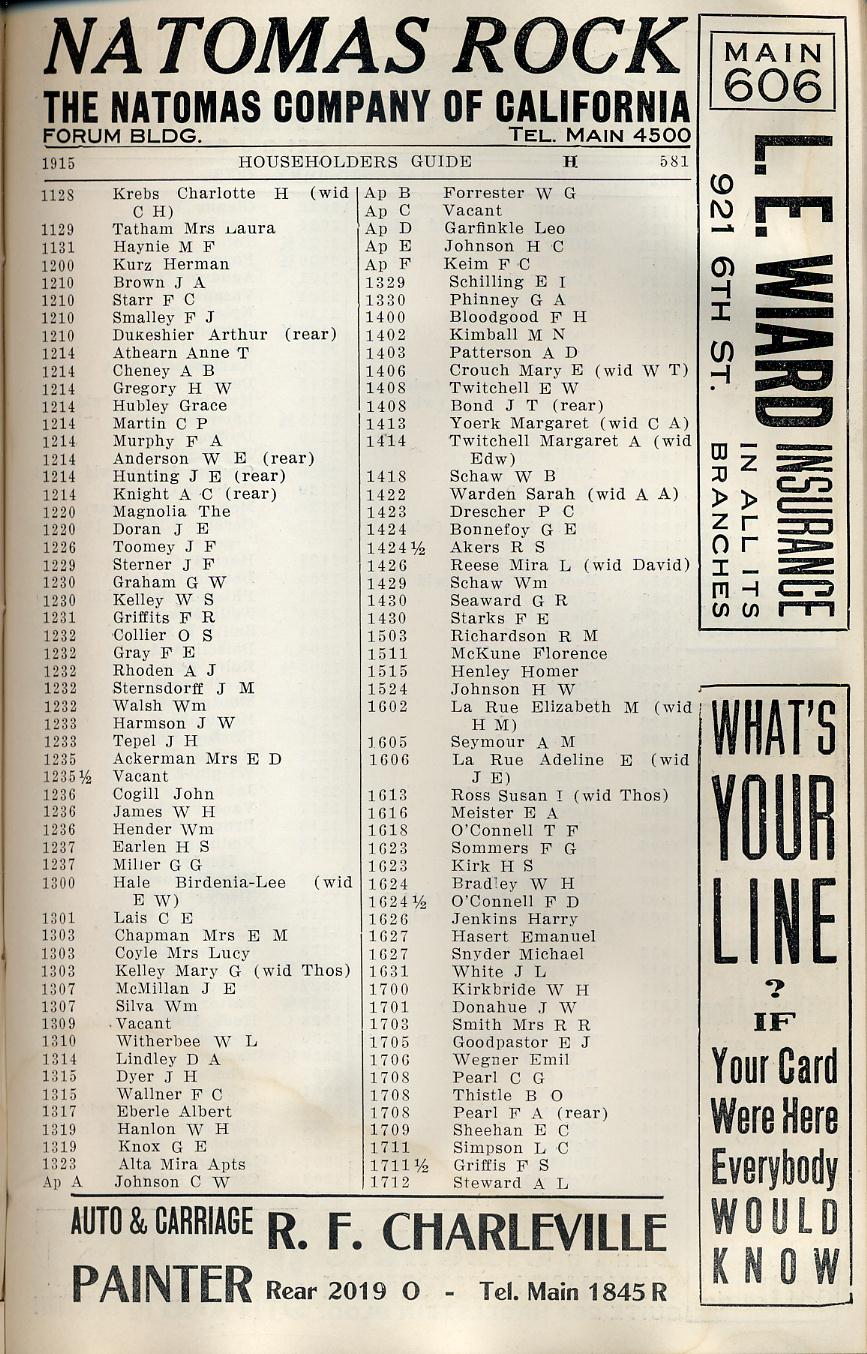 NATOMAS ROCK
THE NATOMAS COMPANY OF CALIFORNIA
FORUM BLDG. TEL. MAIN 4500
1915 HOUSEHOLDERS GUIDE H 581
1128 Krebs Charlotte H (wid
C H)
1129 Tatham Mrs Laura
1131 Haynie M F
1200 Kurz Herman
1210 Brown J A
1210 Starr F C
1210 Smalley F J
1210 Dukeshier Arthur (rear)
1214 Athearn Anne T
1214 Cheney A B
1214 Gregory H W
1214 Hubley Grace
1214 Martin C P
1214 Murphy F A
1214 Anderson W E (rear)
1214 Hunting J E (rear)
1214 Knight A C (rear)
1220 Magnolia The
1220 Doran J E
1226 Toomey J F
1229 Sterner J F
1230 Graham G W
1230 Kelley W S
1231 Griffits F R
1232 Collier O S
1232 Gray F E
1232 Rhoden A J
1232 Sternsdorff J M
1232 Walsh Wm
1233 Harmson J W
1233 Tepel J H
1235 Ackerman Mrs E D
1235½ Vacant
1236 Cogill John
1236 James W H
1236 Hender Wm
1237 Earlen H S
1237 Miller G G
1300 Hale Birdenia-Lee (wid
E W)
1301 Lais C E
1303 Chapman Mrs E M
1303 Coyle Mrs Lucy
1303 Kelley Mary G (wid Thos)
1307 McMillan J E
1307 Silva Wm
1309 Vacant
1310 Witherbee W L
1314 Lindley D A
1315 Dyer J H
1315 Wallner F C
1317 Eberle Albert
1319 Hanlon W H
1319 Knox G E
1323 Alta Mira Apts
Ap A Johnson C W
Ap B Forrester W G
Ap C Vacant
Ap D Garfinkle Leo
Ap E Johnson H C
Ap F Keim F C
1329 Schilling E I
1330 Phinney G A
1400 Bloodgood F H
1402 Kimball M N
1403 Patterson A D
1406 Crouch Mary E (wid W T)
1408 Twitchell E W
1408 Bond J T (rear)
1413 Yoerk Margaret (wid C A)
1414 Twitchell Margaret A (wid
Edw)
1418 Schaw W B
1422 Warden Sarah (wid A A)
1423 Drescher P C
1424 Bonnefoy G E
1424½ Akers R S
1426 Reese Mira L (wid David)
1429 Schaw Wm
1430 Seaward G R
1430 Starks F E
1503 Richardson R M
1511 McKune Florence
1515 Henley Homer
1524 Johnson H W
1602 La Rue Elizabeth M (wid
H M)
1605 Seymour A M
1606 La Rue Adeline E (wid
J E)
1613 Ross Susan I (wid Thos)
1616 Meister E A
1618 O'Connell T F
1623 Sommers F G
1623 Kirk H S
1624 Bradley W H
1624½ O'Connell F D
1626 Jenkins Harry
1627 Hasert Emanuel
1627 Snyder Michael
1631 White J L
1700 Kirkbride W H
1701 Donahue J W
1703 Smith Mrs R R
1705 Goodpastor E J
1706 Wegner Emil
1708 Pearl C G
1708 Thistle B O
1708 Pearl F A (rear)
1709 Sheehan E C
1711 Simpson L C
1711½ Griffis F S
1712 Steward A L
MAIN
606
L. E. WIARD INSURANCE
IN ALL ITS
921 6TH ST. BRANCHES
WHAT'S
YOUR
LINE
?
IF
Your Card
Were Here
Everybody
WOULD
KNOW
AUTO & CARRIAGE R. F. CHARLEVILLE
PAINTER Rear 2019 O - Tel. Main 1845 R